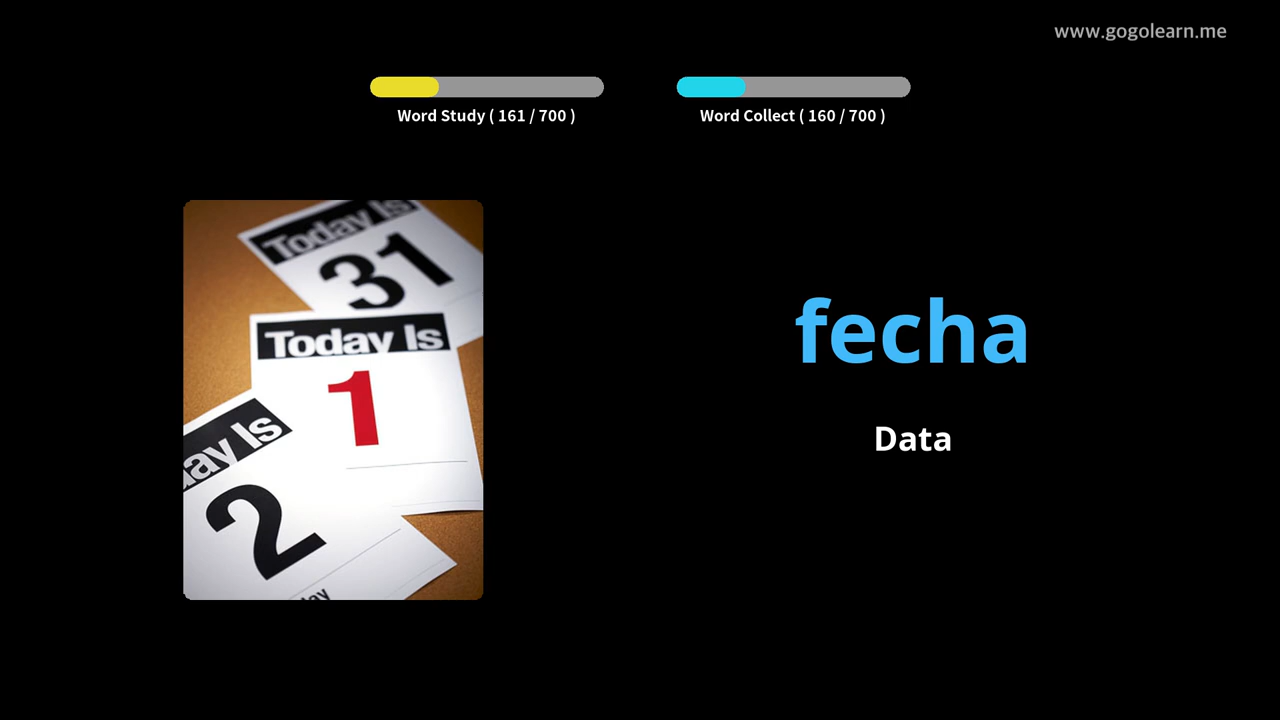 www.gogolearn.me
Word Study ( 161 / 700 )
Word Collect ( 160 / 700 )
Today Is
31
Today Is
1
day Is
2
fecha
Data